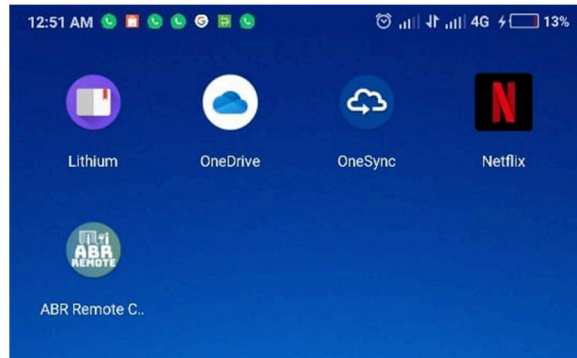 12:51 AM 4G 13%
Lithium OneDrive OneSync Netflix
N
ABR
REMOTE
ABR Remote C..